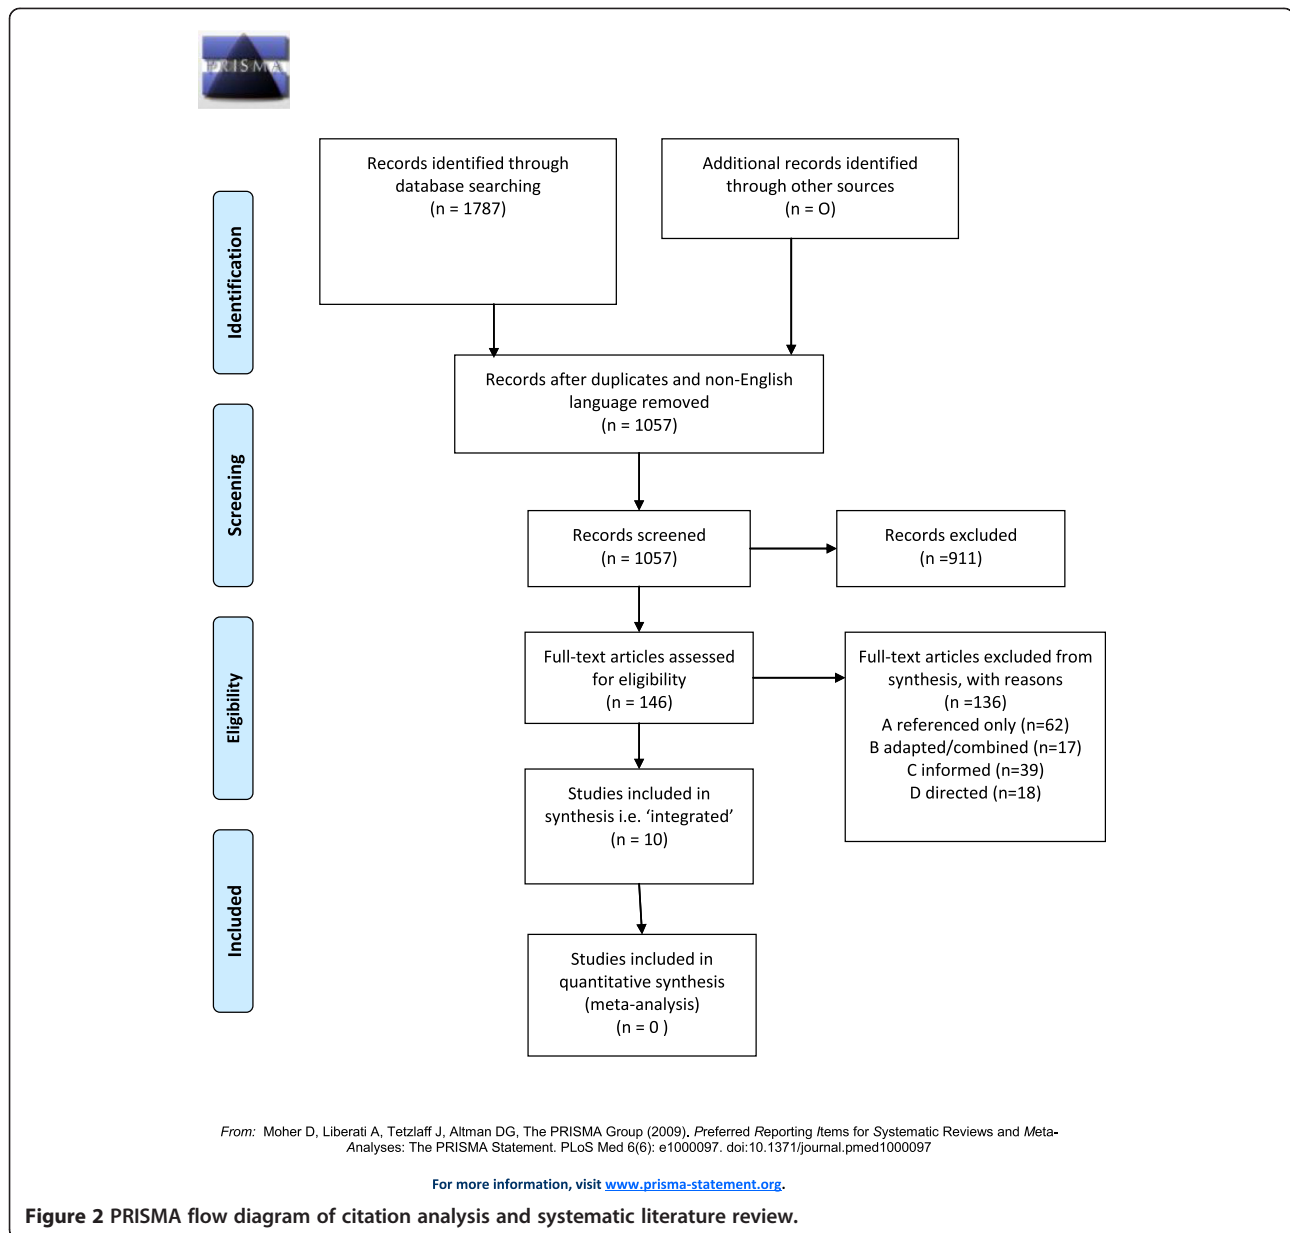 PRISMA
Records identified through
database searching
(n = 1787)
Additional records identified
through other sources
(n = O)
Identification
Records after duplicates and non-English
language removed
(n = 1057)
Screening
Records screened
(n = 1057)
Records excluded
(n =911)
Eligibility
Full-text articles assessed
for eligibility
(n = 146)
Full-text articles excluded from
synthesis, with reasons
(n =136)
A referenced only (n=62)
B adapted/combined (n=17)
C informed (n=39)
D directed (n=18)
Studies included in
synthesis i.e. ‘integrated’
(n = 10)
Included
Studies included in
quantitative synthesis
(meta-analysis)
(n = 0 )
From: Moher D, Liberati A, Tetzlaff J, Altman DG, The PRISMA Group (2009). Preferred Reporting Items for Systematic Reviews and Meta-
Analyses: The PRISMA Statement. PLoS Med 6(6): e1000097. doi:10.1371/journal.pmed1000097
For more information, visit www.prisma-statement.org.
Figure 2 PRISMA flow diagram of citation analysis and systematic literature review.